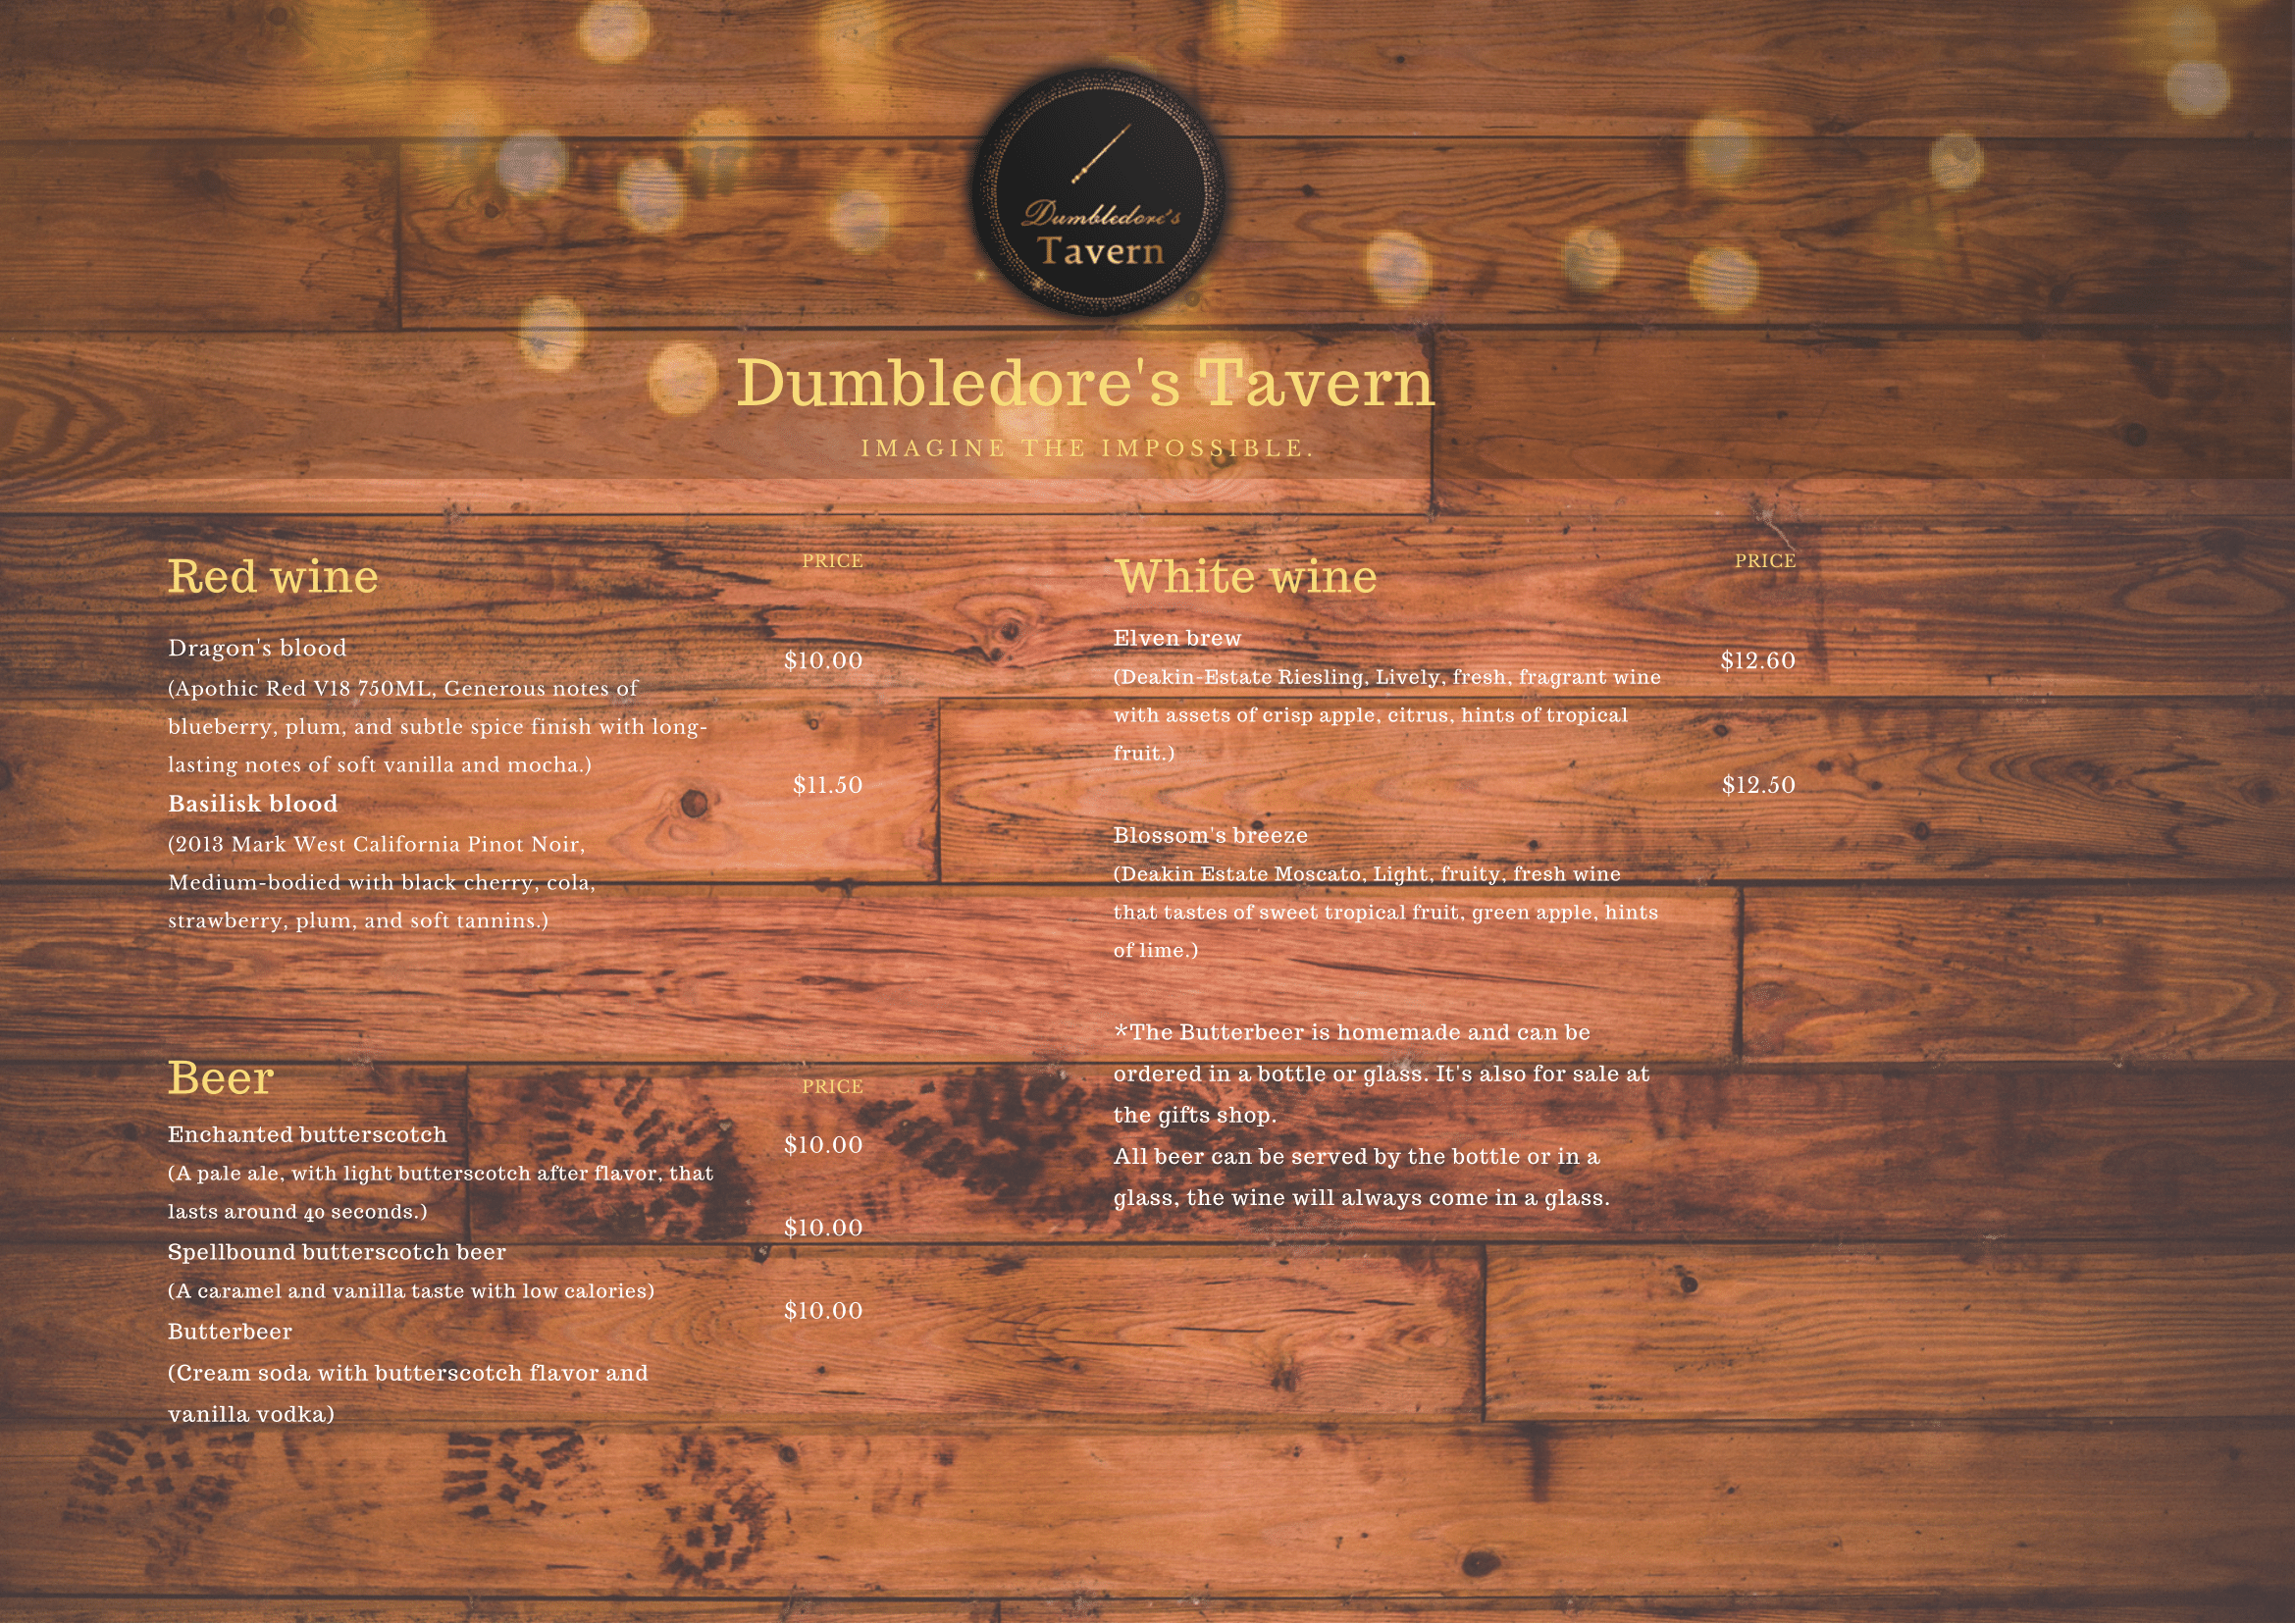 Dumbledore's
Tavern
Dumbledore's Tavern
IMAGINE THE IMPOSSIBLE.
Red wine
PRICE
Dragon's blood
$10.00
(Apothic Red V18 750ML, Generous notes of
blueberry, plum, and subtle spice finish with long-
lasting notes of soft vanilla and mocha.)
$11.50
Basilisk blood
(2013 Mark West California Pinot Noir,
Medium-bodied with black cherry, cola,
strawberry, plum, and soft tannins.)
Beer
PRICE
Enchanted butterscotch
$10.00
(A pale ale, with light butterscotch after flavor, that
lasts around 40 seconds.)
$10.00
Spellbound butterscotch beer
(A caramel and vanilla taste with low calories)
$10.00
Butterbeer
(Cream soda with butterscotch flavor and
vanilla vodka)
White wine
PRICE
Elven brew
$12.60
(Deakin-Estate Riesling, Lively, fresh, fragrant wine
with assets of crisp apple, citrus, hints of tropical
fruit.)
$12.50
Blossom's breeze
(Deakin Estate Moscato, Light, fruity, fresh wine
that tastes of sweet tropical fruit, green apple, hints
of lime.)
*The Butterbeer is homemade and can be
ordered in a bottle or glass. It's also for sale at
the gifts shop.
All beer can be served by the bottle or in a
glass, the wine will always come in a glass.